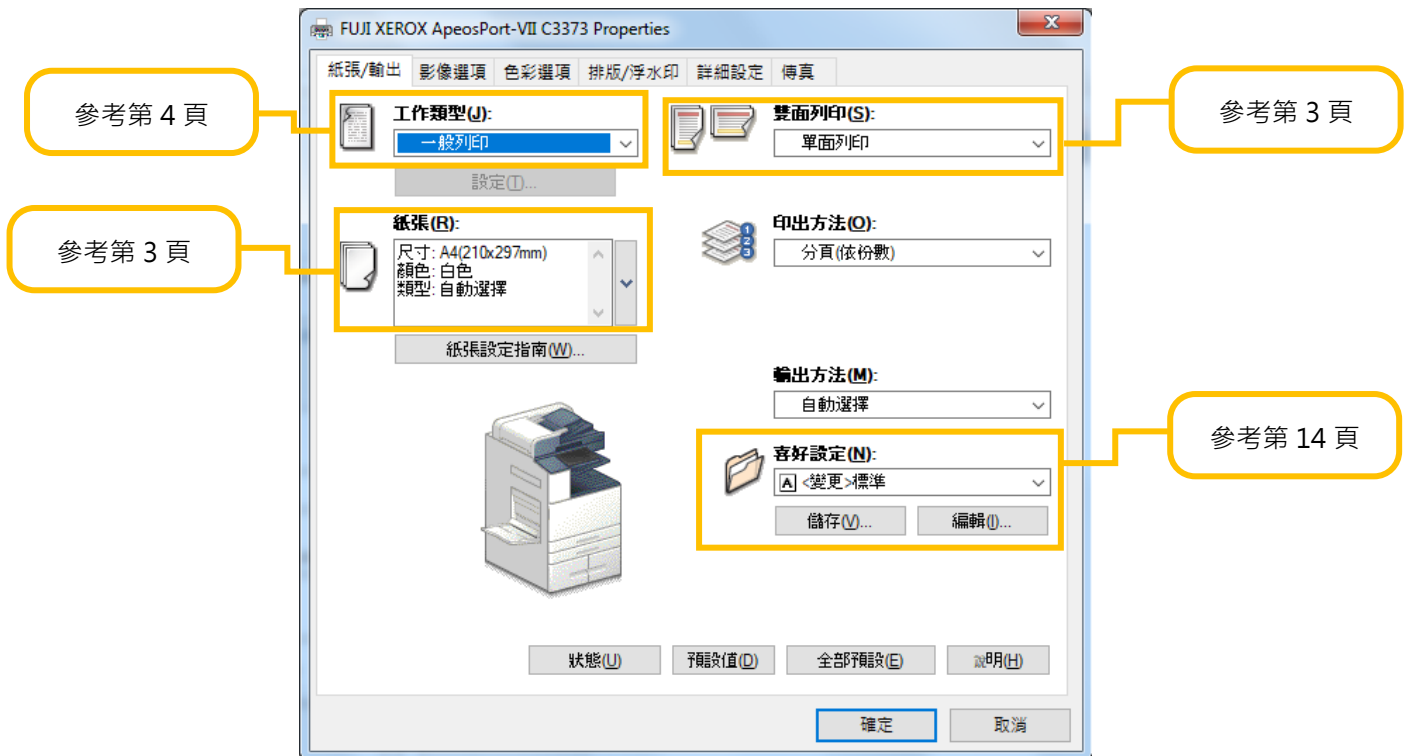 FUJI XEROX ApeosPort-VII C3373 Properties
紙張/輸出 影像選項 色彩選項 排版/浮水印 詳細設定 傳真
參考第 4 頁
工作類型(J):
一般列印
設定(T)...
雙面列印(S):
單面列印
參考第 3 頁
參考第 3 頁
紙張(R):
尺寸: A4(210x297mm)
顏色: 白色
類型: 自動選擇
紙張設定指南(W)...
印出方法(O):
1
2
3
分頁(依份數)
輸出方法(M):
自動選擇
喜好設定(N):
A <變更>標準
儲存(V)... 編輯(I)...
參考第 14 頁
狀態(U) 預設值(D) 全部預設(E) 說明(H)
確定 取消